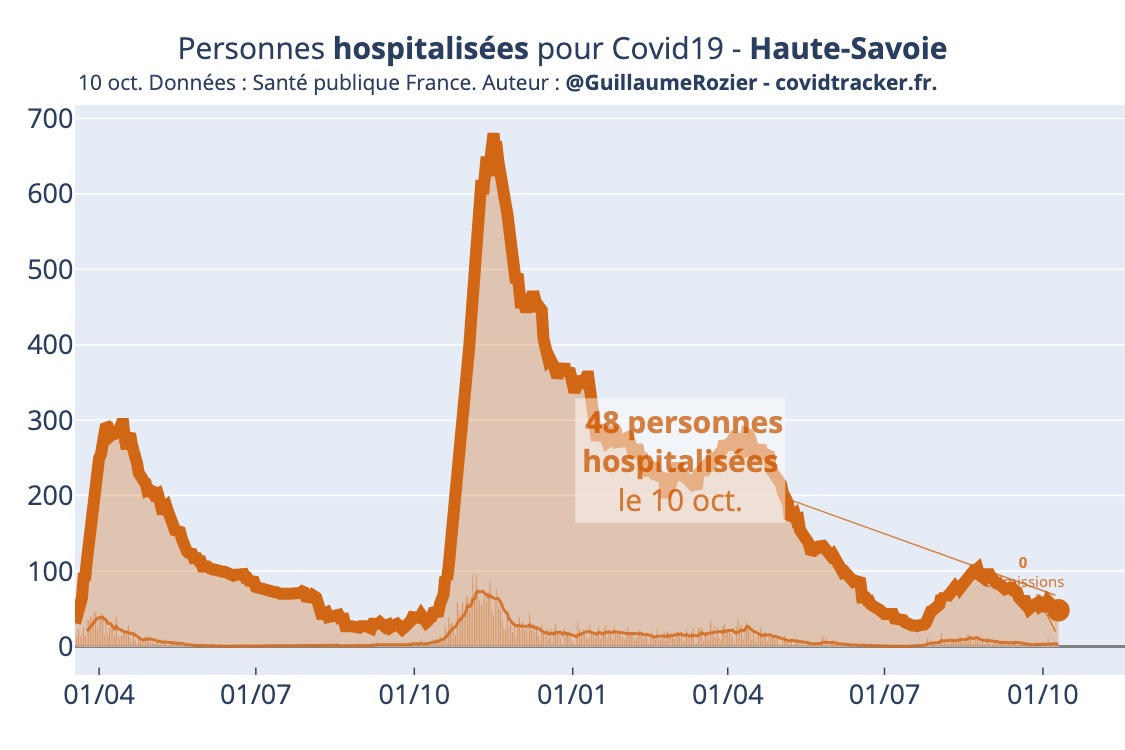 Personnes hospitalisées pour Covid19 - Haute-Savoie
10 oct. Données : Santé publique France. Auteur : @GuillaumeRozier - covidtracker.fr.
700
600
500
400
300
200
100
0
48 personnes
hospitalisées
le 10 oct.
0
01/04 01/07 01/10 01/01 01/04 01/07 01/10